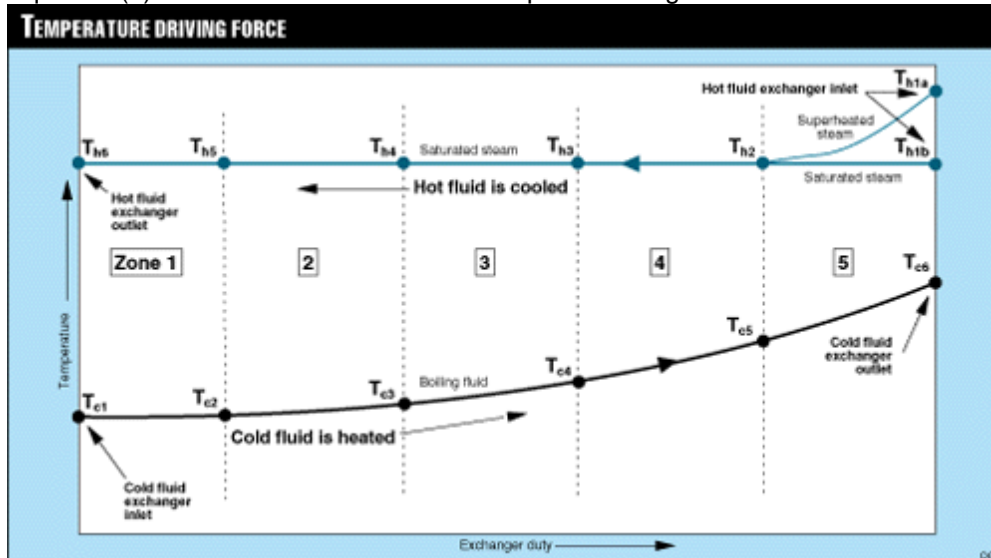 TEMPERATURE DRIVING FORCE
Th1a
Hot fluid exchanger inlet
Superheated
steam
Th6
Th5
Th4
Saturated steam
Th3
Th2
Th1b
Saturated steam
Hot fluid is cooled
Hot fluid
exchanger
outlet
Zone 1
2
3
4
5
Tc6
Temperature
Tc5
Cold fluid
exchanger
outlet
Tc4
Boiling fluid
Tc3
Tc2
Tc1
Cold fluid is heated
Cold fluid
exchanger
inlet
Exchanger duty